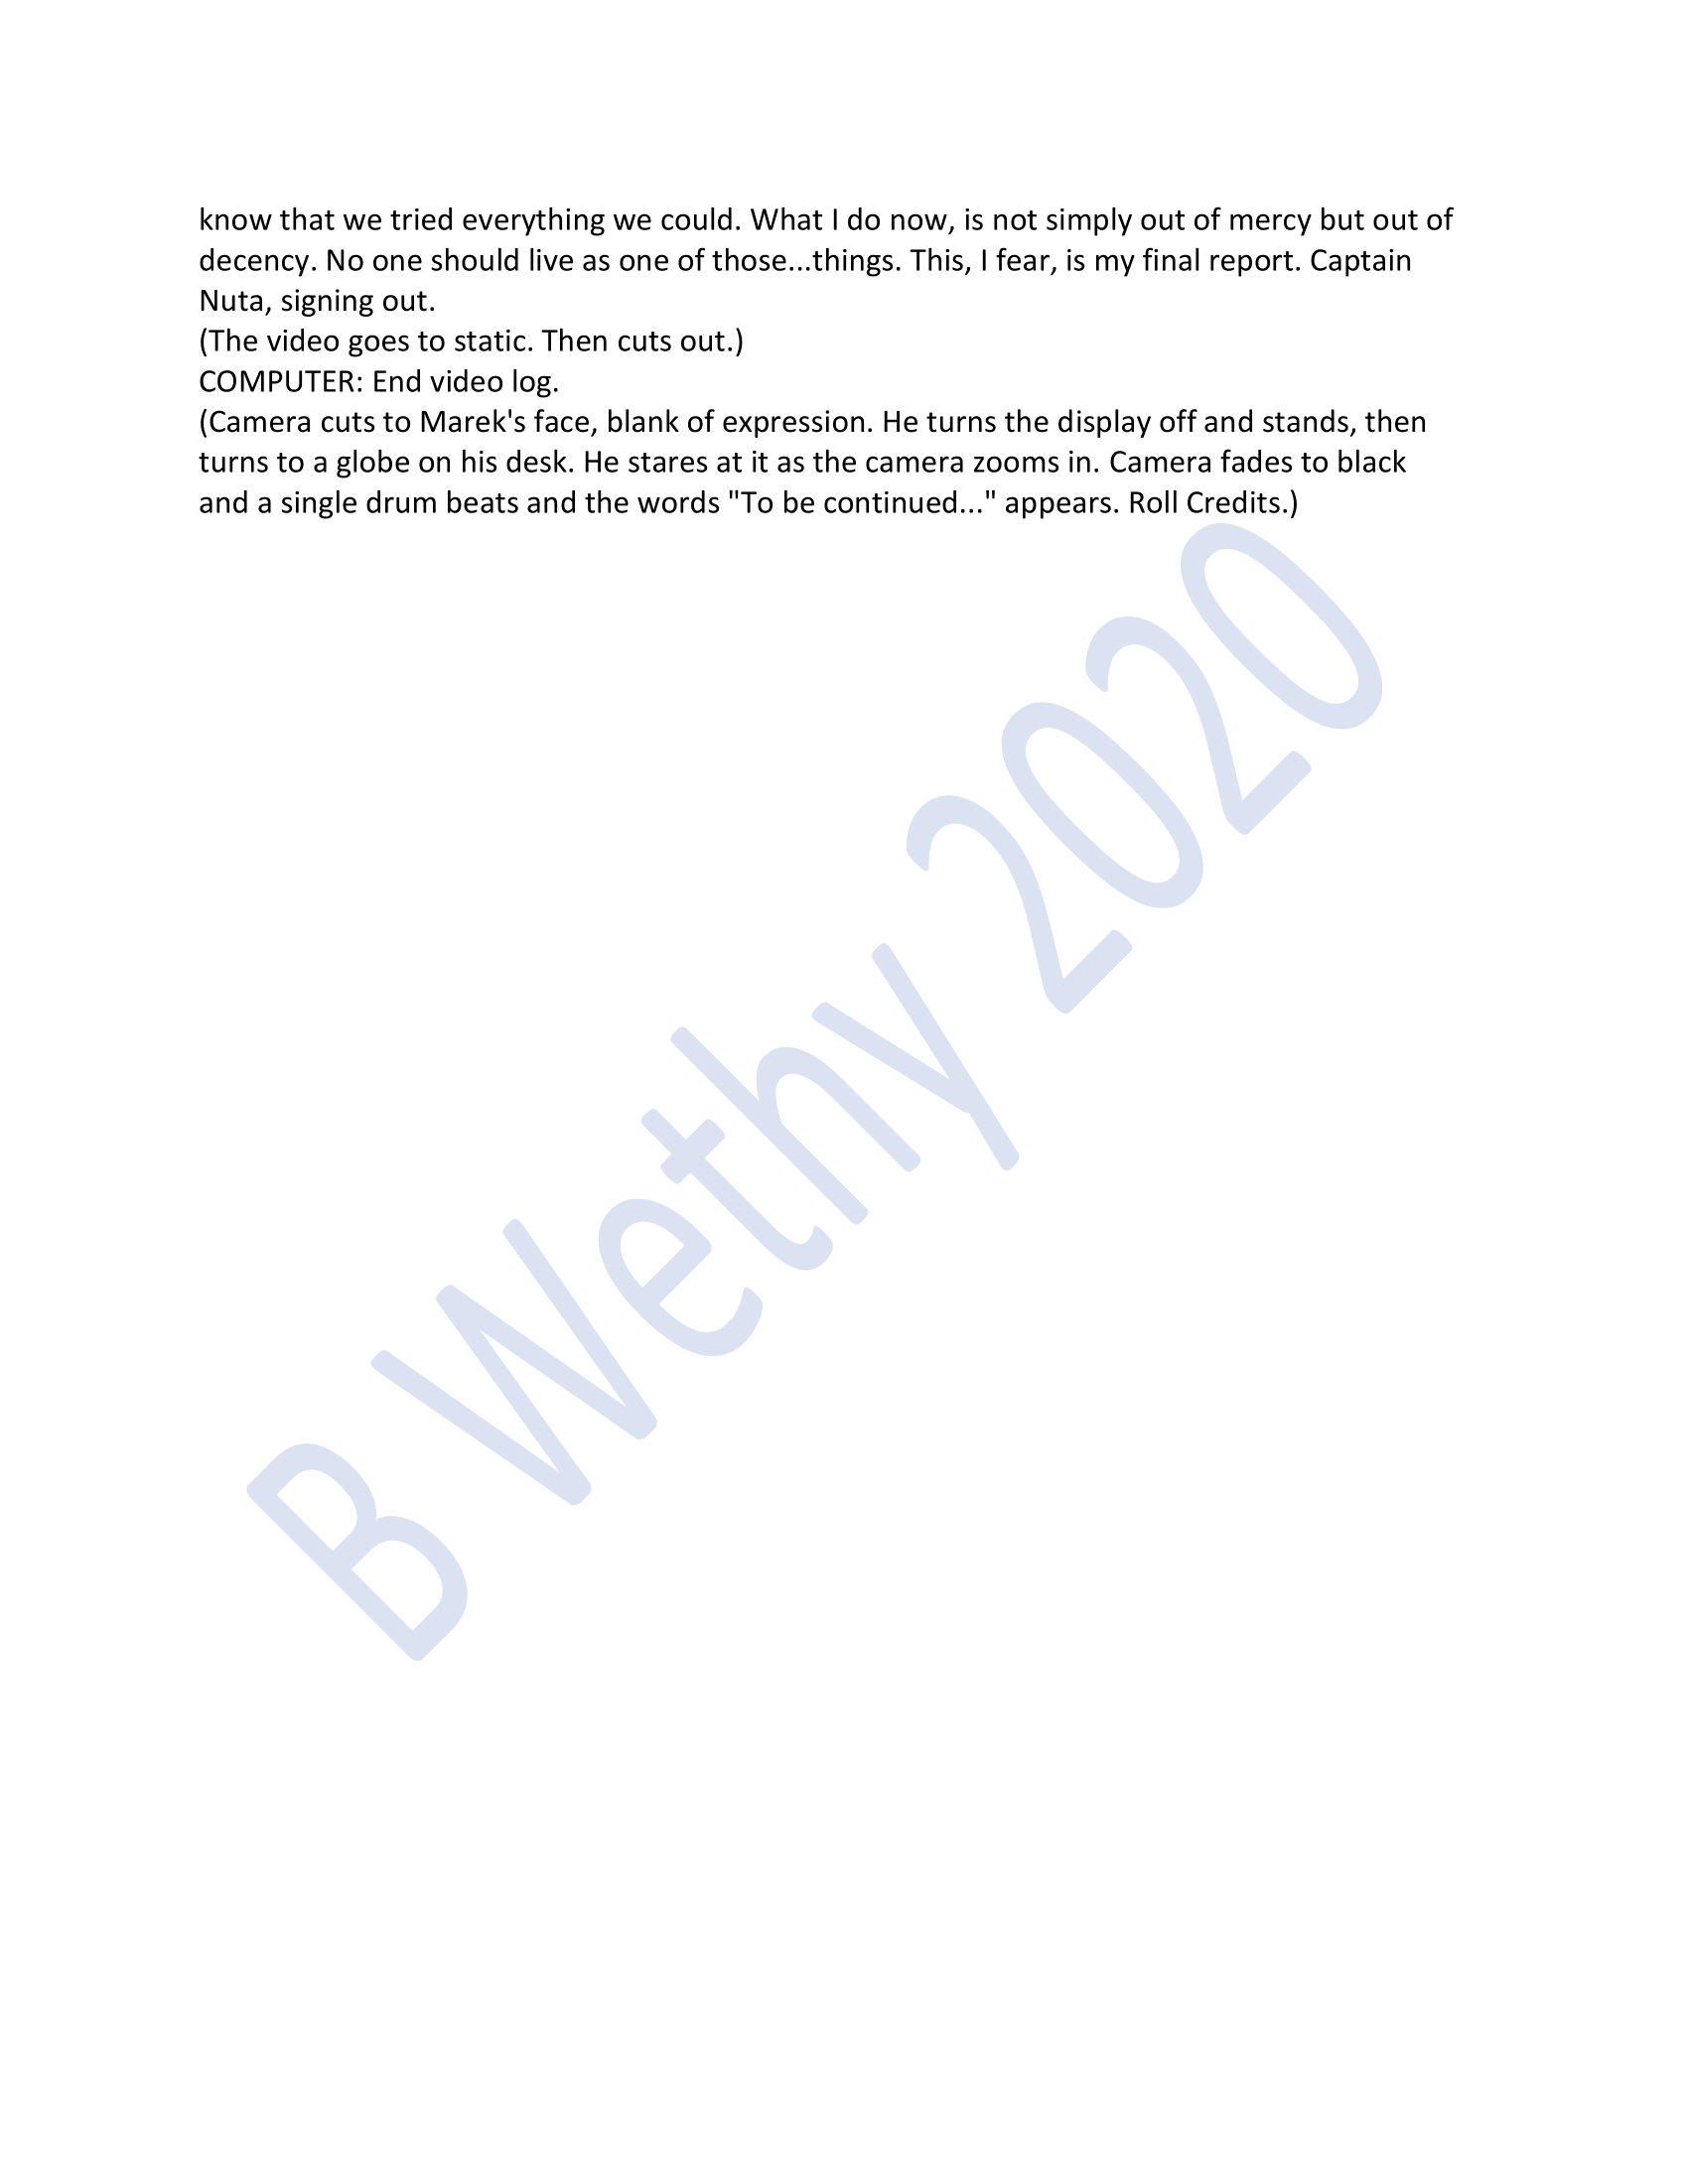 know that we tried everything we could. What I do now, is not simply out of mercy but out of
decency. No one should live as one of those...things. This, I fear, is my final report. Captain
Nuta, signing out.
(The video goes to static. Then cuts out.)
COMPUTER: End video log.
(Camera cuts to Marek's face, blank of expression. He turns the display off and stands, then
turns to a globe on his desk. He stares at it as the camera zooms in. Camera fades to black
and a single drum beats and the words "To be continued..." appears. Roll Credits.)
B Wethy 2020